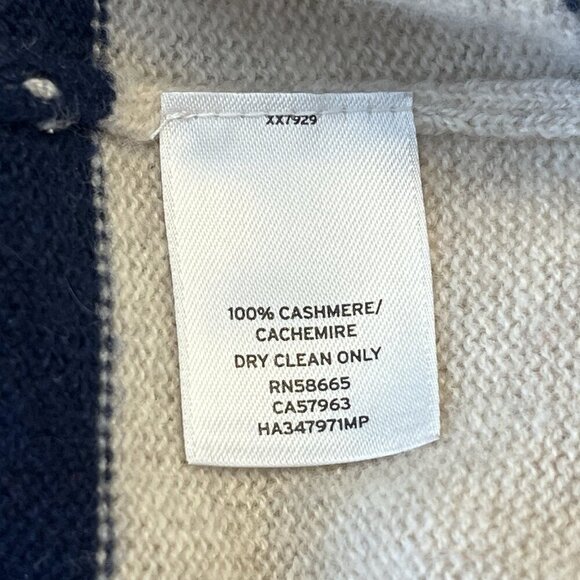 XX7929
100% CASHMERE/
CACHEMIRE
DRY CLEAN ONLY
RN58665
CA57963
HA347971MP